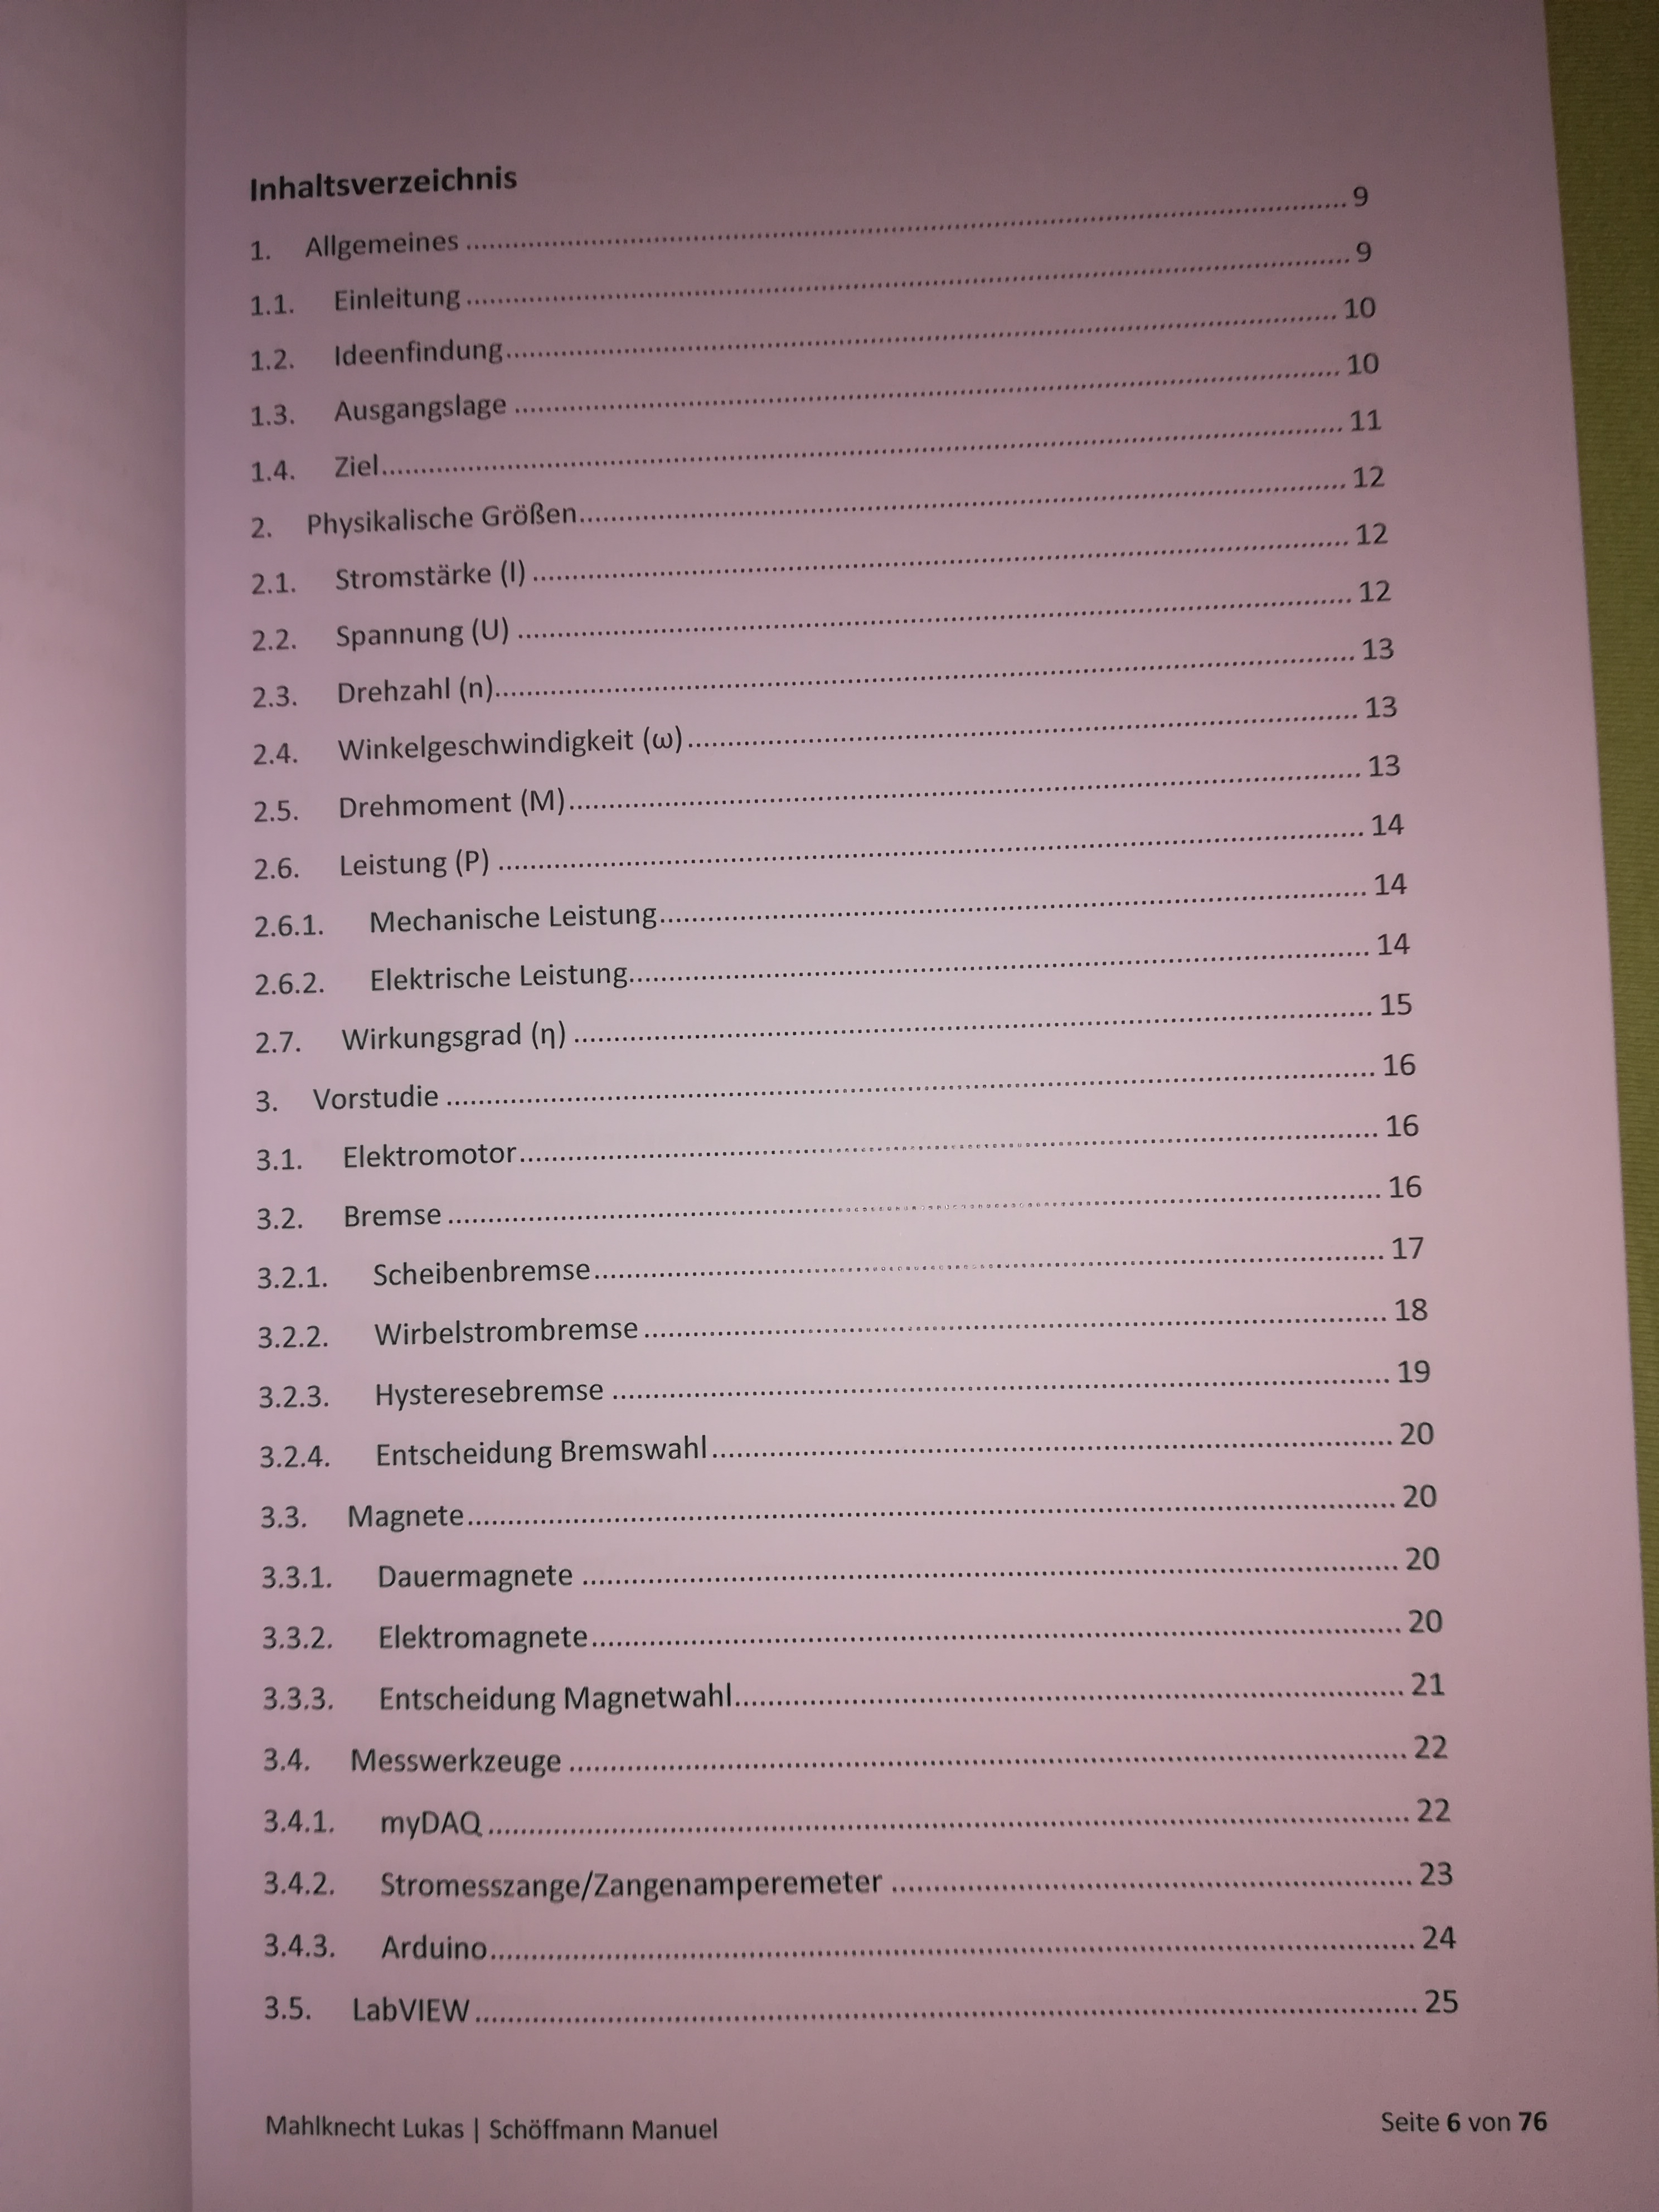 Inhaltsverzeichnis
1. Allgemeines ........ 9
1.1. Einleitung ........ 9
1.2. Ideenfindung ........ 10
1.3. Ausgangslage ........ 10
1.4. Ziel ........ 11
2. Physikalische Größen ........ 12
2.1. Stromstärke (I) ........ 12
2.2. Spannung (U) ........ 12
2.3. Drehzahl (n) ........ 13
2.4. Winkelgeschwindigkeit (ω) ........ 13
2.5. Drehmoment (M) ........ 13
2.6. Leistung (P) ........ 14
2.6.1. Mechanische Leistung ........ 14
2.6.2. Elektrische Leistung ........ 14
2.7. Wirkungsgrad (η) ........ 15
3. Vorstudie ........ 16
3.1. Elektromotor ........ 16
3.2. Bremse ........ 16
3.2.1. Scheibenbremse ........ 17
3.2.2. Wirbelstrombremse ........ 18
3.2.3. Hysteresebremse ........ 19
3.2.4. Entscheidung Bremswahl ........ 20
3.3. Magnete ........ 20
3.3.1. Dauermagnete ........ 20
3.3.2. Elektromagnete ........ 20
3.3.3. Entscheidung Magnetwahl ........ 21
3.4. Messwerkzeuge ........ 22
3.4.1. myDAQ ........ 22
3.4.2. Stromesszange/Zangenamperemeter ........ 23
3.4.3. Arduino ........ 24
3.5. LabVIEW ........ 25
Mahlknecht Lukas | Schöffmann Manuel Seite 6 von 76